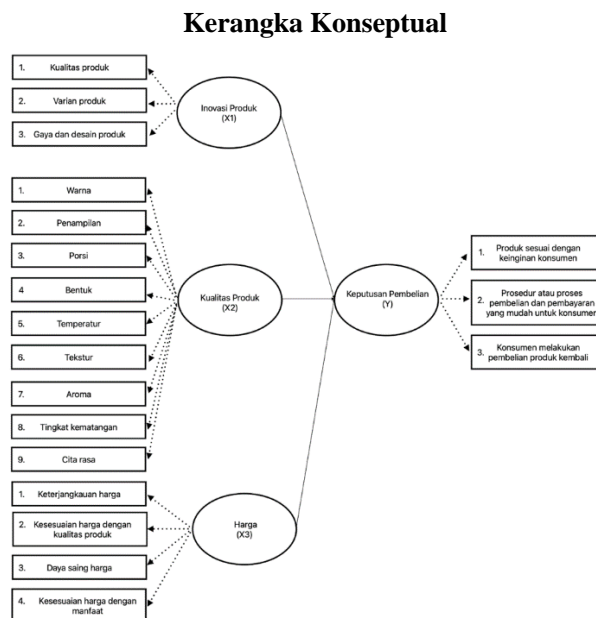 Kerangka Konseptual
1. Kualitas produk
2. Varian produk
3. Gaya dan desain produk
Inovasi Produk
(X1)
1. Warna
2. Penampilan
3. Porsi
4 Bentuk
5. Temperatur
6. Tekstur
7. Aroma
8. Tingkat kematangan
9. Cita rasa
Kualitas Produk
(X2)
1. Keterjangkauan harga
2. Kesesuaian harga dengan
kualitas produk
3. Daya saing harga
4. Kesesuaian harga dengan
manfaat
Harga
(X3)
Keputusan Pembelian
(Y)
1. Produk sesuai dengan
keinginan konsumen
2. Prosedur atau proses
pembelian dan pembayaran
yang mudah untuk konsumen
3. Konsumen melakukan
pembelian produk kembali